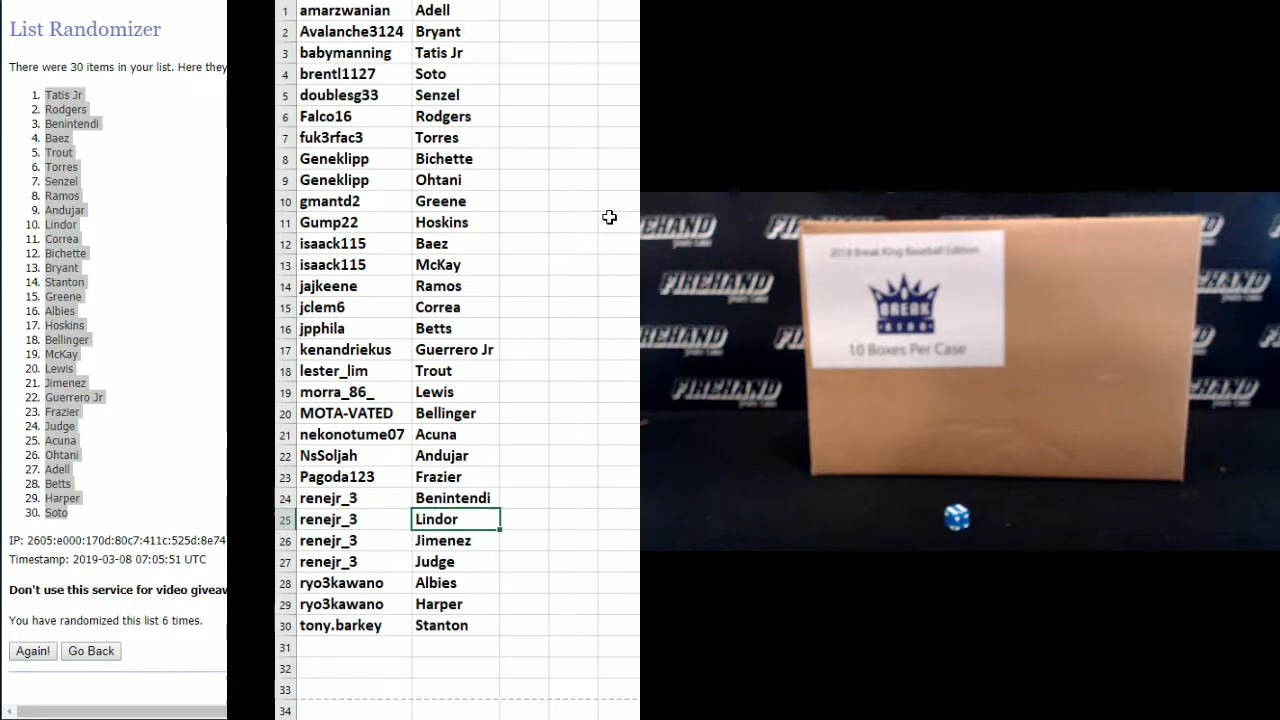 List Randomizer
There were 30 items in your list. Here they
1. Tatis Jr
2. Rodgers
3. Benintendi
4. Baez
5. Trout
6. Torres
7. Senzel
8. Ramos
9. Andujar
10. Lindor
11. Correa
12. Bichette
13. Bryant
14. Stanton
15. Greene
16. Albies
17. Hoskins
18. Bellinger
19. McKay
20. Lewis
21. Jimenez
22. Guerrero Jr
23. Frazier
24. Judge
25. Acuna
26. Ohtani
27. Adell
28. Betts
29. Harper
30. Soto
IP: 2605:e000:170d:80c7:411c:525d:8e74
Timestamp: 2019-03-08 07:05:51 UTC
Don't use this service for video giveaw
You have randomized this list 6 times.
Again! Go Back
1 amarzwanian Adell
2 Avalanche3124 Bryant
3 babymanning Tatis Jr
4 brentl1127 Soto
5 doublesg33 Senzel
6 Falco16 Rodgers
7 fuk3rfac3 Torres
8 Geneklipp Bichette
9 Geneklipp Ohtani
10 gmantd2 Greene
11 Gump22 Hoskins
12 isaack115 Baez
13 isaack115 McKay
14 jajkeene Ramos
15 jclem6 Correa
16 jpphila Betts
17 kenandriekus Guerrero Jr
18 lester_lim Trout
19 morra_86_ Lewis
20 MOTA-VATED Bellinger
21 nekonotume07 Acuna
22 NsSoljah Andujar
23 Pagoda123 Frazier
24 renejr_3 Benintendi
25 renejr_3 Lindor
26 renejr_3 Jimenez
27 renejr_3 Judge
28 ryo3kawano Albies
29 ryo3kawano Harper
30 tony.barkey Stanton
31
32
33
34
2018 Break King Baseball Edition
BREAK
KING
10 Boxes Per Case
FIREHAND
FIREHAND
FIREHAND
FIREHAND